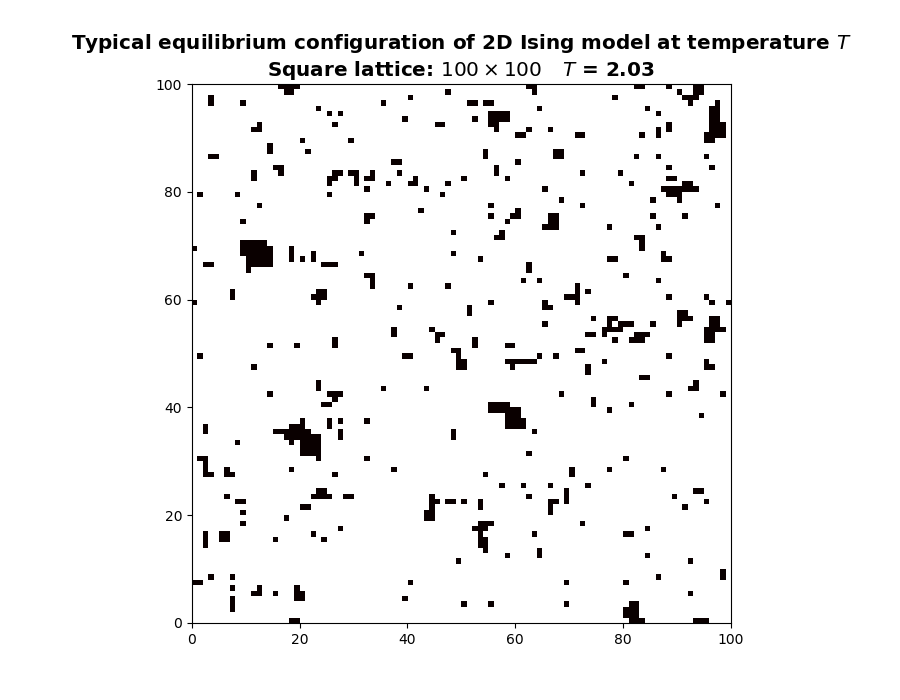 Typical equilibrium configuration of 2D Ising model at temperature T
Square lattice: 100 × 100 T = 2.03
100
80
60
40
20
0
0 20 40 60 80 100